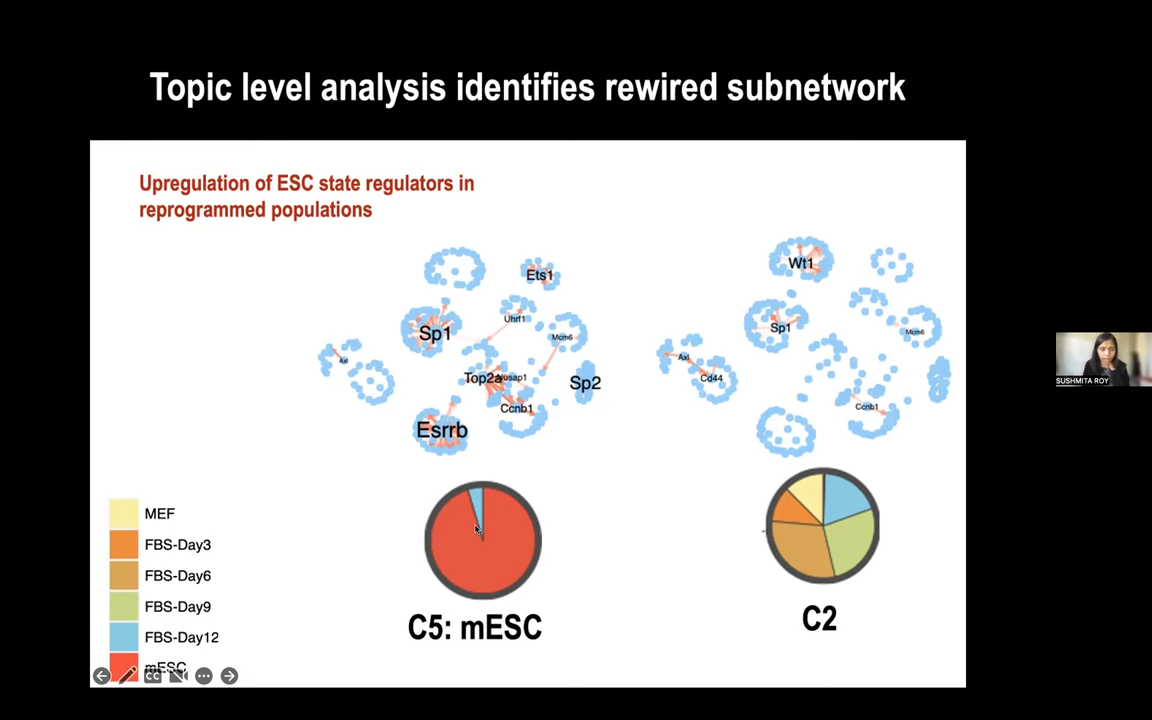 Topic level analysis identifies rewired subnetwork
Upregulation of ESC state regulators in
reprogrammed populations
Ets1
Uhrf1
Sp1
Mcm6
Axl
Top2a
Nusap1
Sp2
Ccnb1
Esrrb
Wt1
Sp1
Mcm6
Axl
Cd44
Ccnb1
MEF
FBS-Day3
FBS-Day6
FBS-Day9
FBS-Day12
mESC
CC
C5: mESC
C2
SUSHMITA ROY